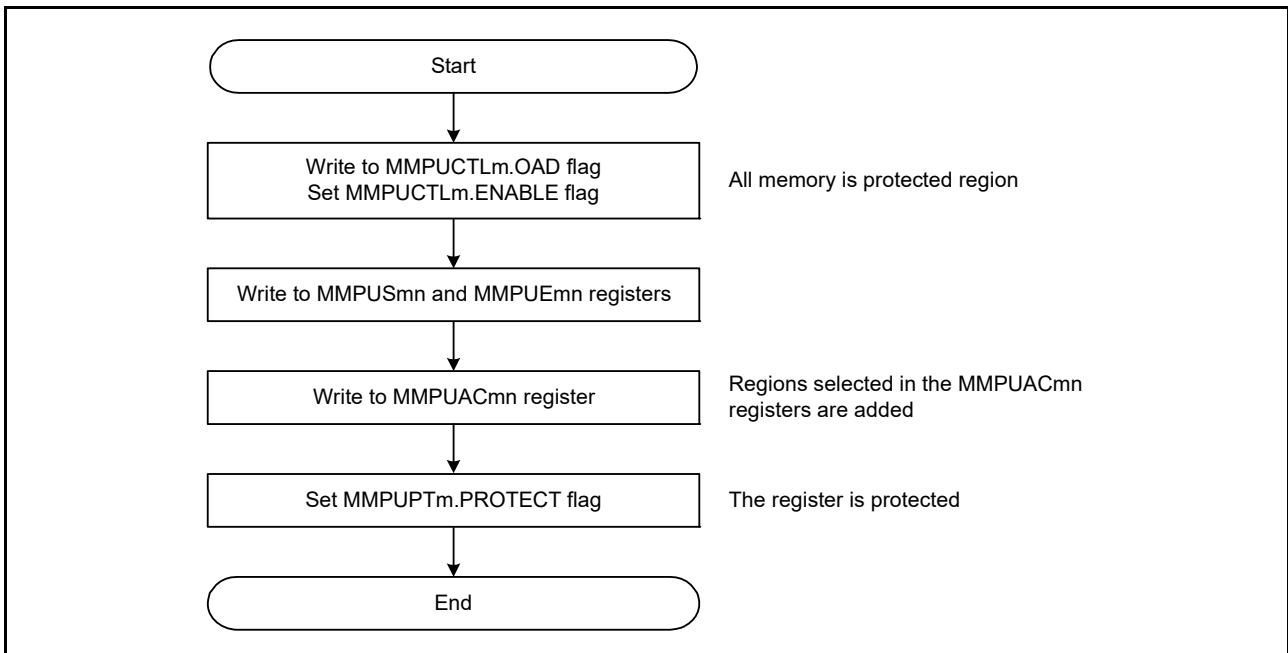 Start
Write to MMPUCTLm.OAD flag
Set MMPUCTLm.ENABLE flag
All memory is protected region
Write to MMPUSmn and MMPUEmn registers
Write to MMPUACmn register
Regions selected in the MMPUACmn
registers are added
Set MMPUPTm.PROTECT flag
The register is protected
End